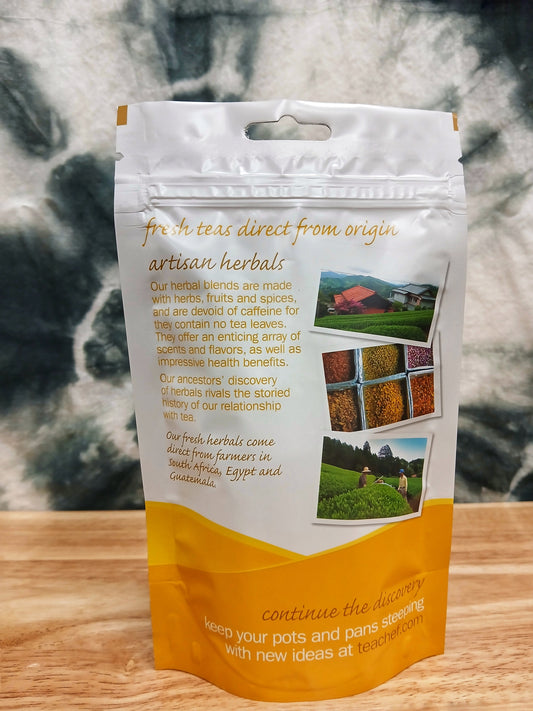 fresh teas direct from origin
artisan herbals
Our herbal blends are made
with herbs, fruits and spices,
and are devoid of caffeine for
they contain no tea leaves.
They offer an enticing array of
scents and flavors, as well as
impressive health benefits.
Our ancestors' discovery
of herbals rivals the storied
history of our relationship
with tea.
Our fresh herbals come
direct from farmers in
South Africa, Egypt and
Guatemala.
continue the discovery
keep your pots and pans steeping
with new ideas at teachef.com